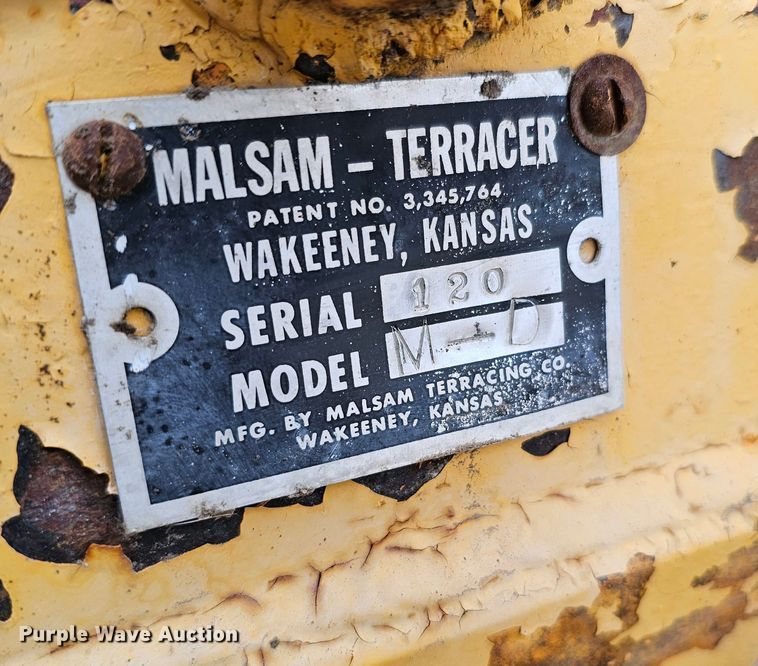 MALSAM – TERRACER
PATENT NO. 3,345,764
WAKEENEY, KANSAS
SERIAL 120
MODEL M–D
MFG. BY MALSAM TERRACING CO.
WAKEENEY, KANSAS
Purple Wave Auction